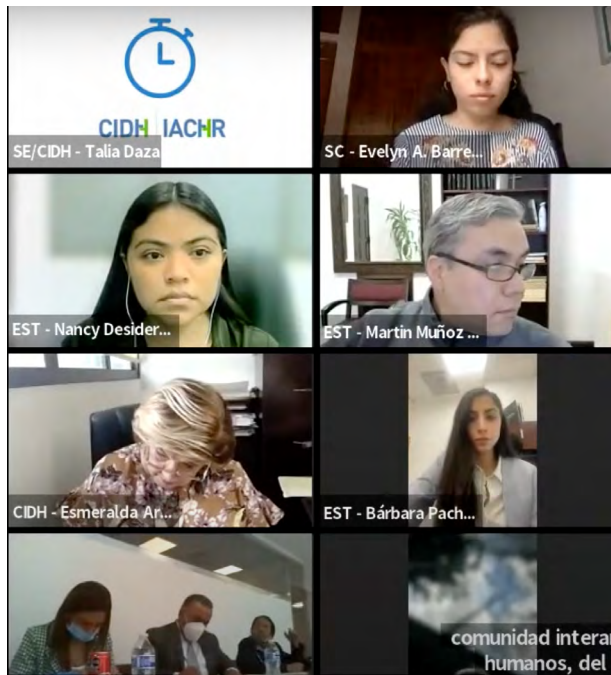 CIDH IACHR
SE/CIDH - Talia Daza
SC - Evelyn A. Barre...
EST - Nancy Desider...
EST - Martin Muñoz ...
CIDH - Esmeralda Ar...
EST - Bárbara Pach...
comunidad intera
humanos, del